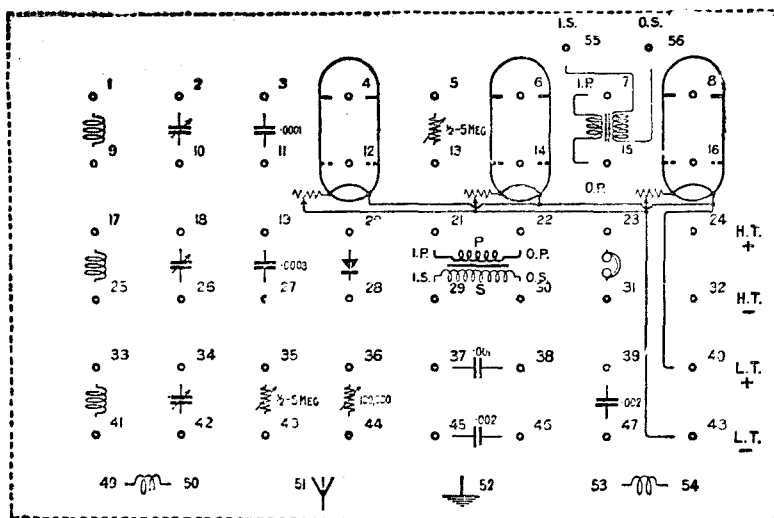 I.S. O.S.
55 56
1 2 3 4 5 6 I.P. 7 8
.0001 ½-5 MEG
9 10 11 12 13 14 15 16
O.P.
17 18 19 20 21 22 23 24 H.T. +
I.P. P O.P.
.0003
I.S. S O.S.
25 26 27 28 29 30 31 32 H.T. –
33 34 35 36 37 .001 38 39 40 L.T. +
½-5 MEG 100,000 .002
41 42 43 44 45 .002 46 47 48 L.T. –
49 50 51 52 53 54